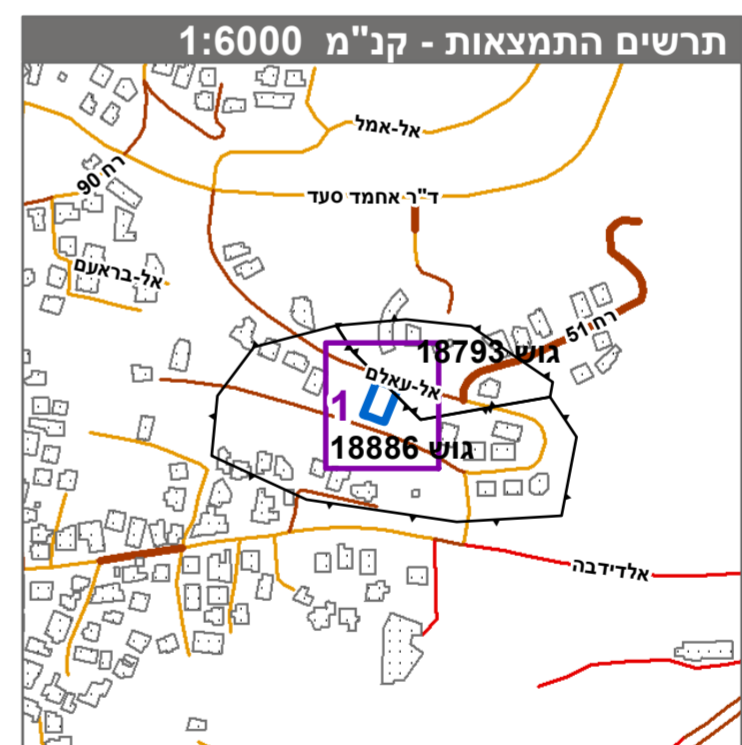 תרשים התמצאות - קנ"מ 1:6000
אל-אמל
רח 90
ד"ר אחמד סעד
אל-בראעם
רח 51
גוש 18793
אל-עאלם
1
גוש 18886
אלדידבה